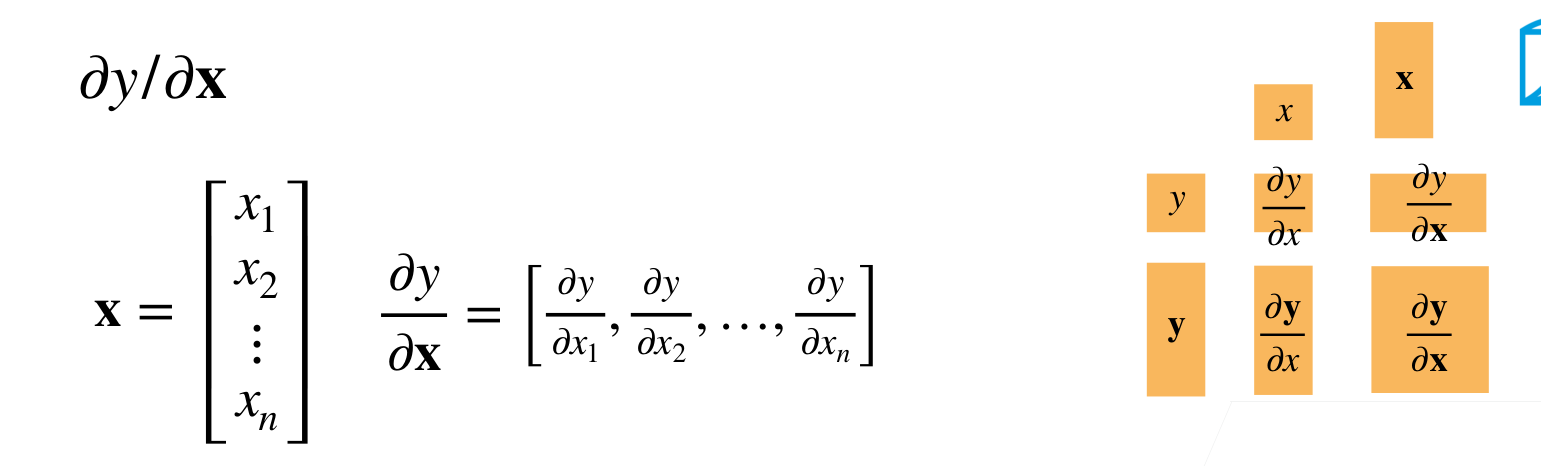 ∂y/∂𝐱
𝐱 = [x₁ x₂ ⋮ xₙ]
∂y/∂𝐱 = [∂y/∂x₁, ∂y/∂x₂, …, ∂y/∂xₙ]
x 𝐱
y ∂y/∂x ∂y/∂𝐱
𝐲 ∂𝐲/∂x ∂𝐲/∂𝐱